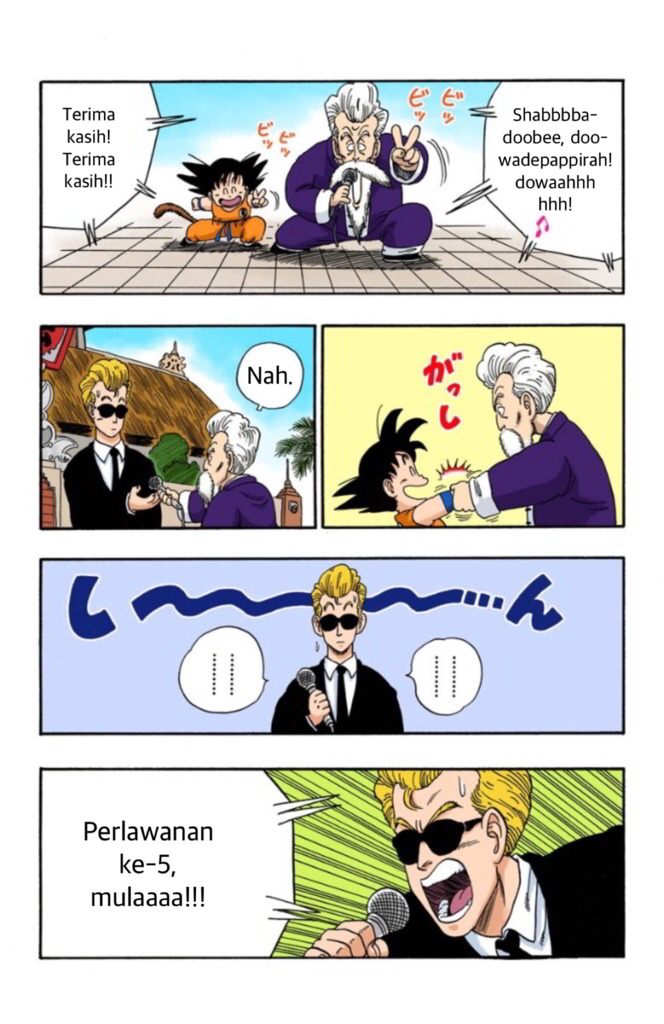 Terima
kasih!
Terima
kasih!!
ビッ
ビッ
ビッ
ビッ
Shabbbba-
doobee, doo-
wadepappirah!
dowaahhh
hhh!
Nah.
がっし
し〜〜〜…ん
......
......
......
......
Perlawanan
ke-5,
mulaaaa!!!